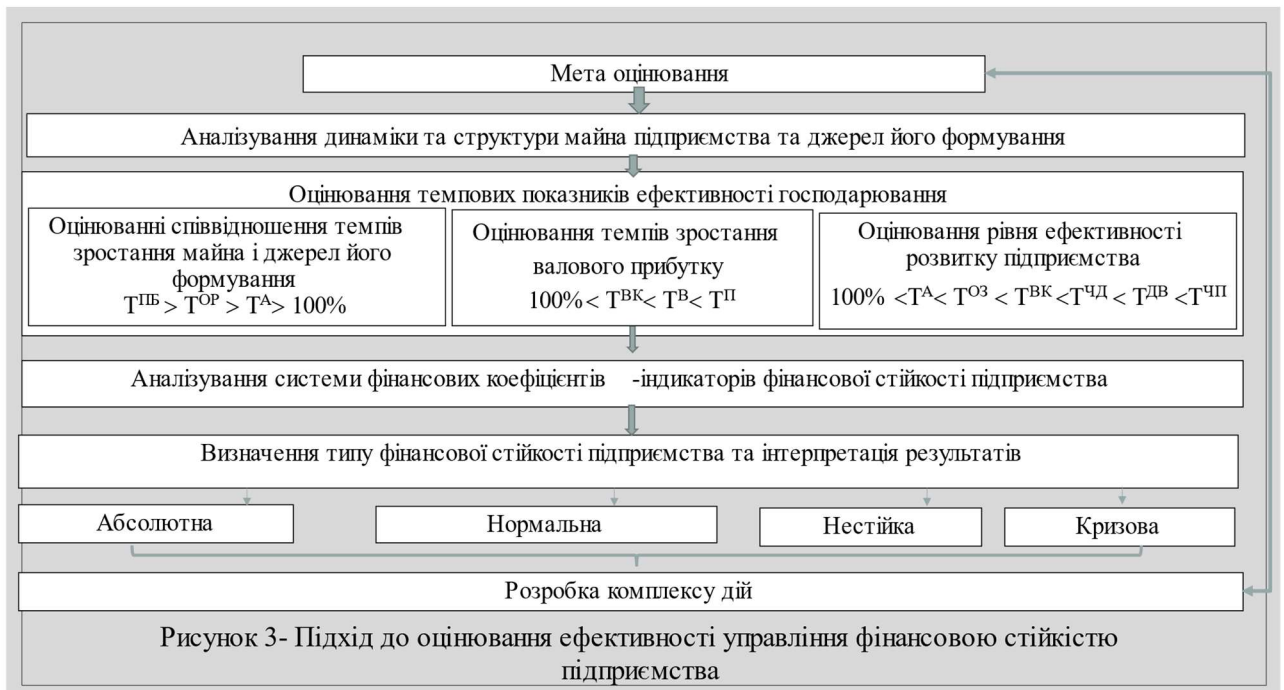 Мета оцінювання
Аналізування динаміки та структури майна підприємства та джерел його формування
Оцінювання темпових показників ефективності господарювання
Оцінюванні співвідношення темпів
зростання майна і джерел його
формування
Т^ПБ > Т^ОР > Т^А > 100%
Оцінювання темпів зростання
валового прибутку
100% < Т^ВК < Т^В < Т^П
Оцінювання рівня ефективності
розвитку підприємства
100% <Т^А < Т^ОЗ < Т^ВК <Т^ЧД < Т^ДВ <Т^ЧП
Аналізування системи фінансових коефіцієнтів -індикаторів фінансової стійкості підприємства
Визначення типу фінансової стійкості підприємства та інтерпретація результатів
Абсолютна
Нормальна
Нестійка
Кризова
Розробка комплексу дій
Рисунок 3- Підхід до оцінювання ефективності управління фінансовою стійкістю
підприємства